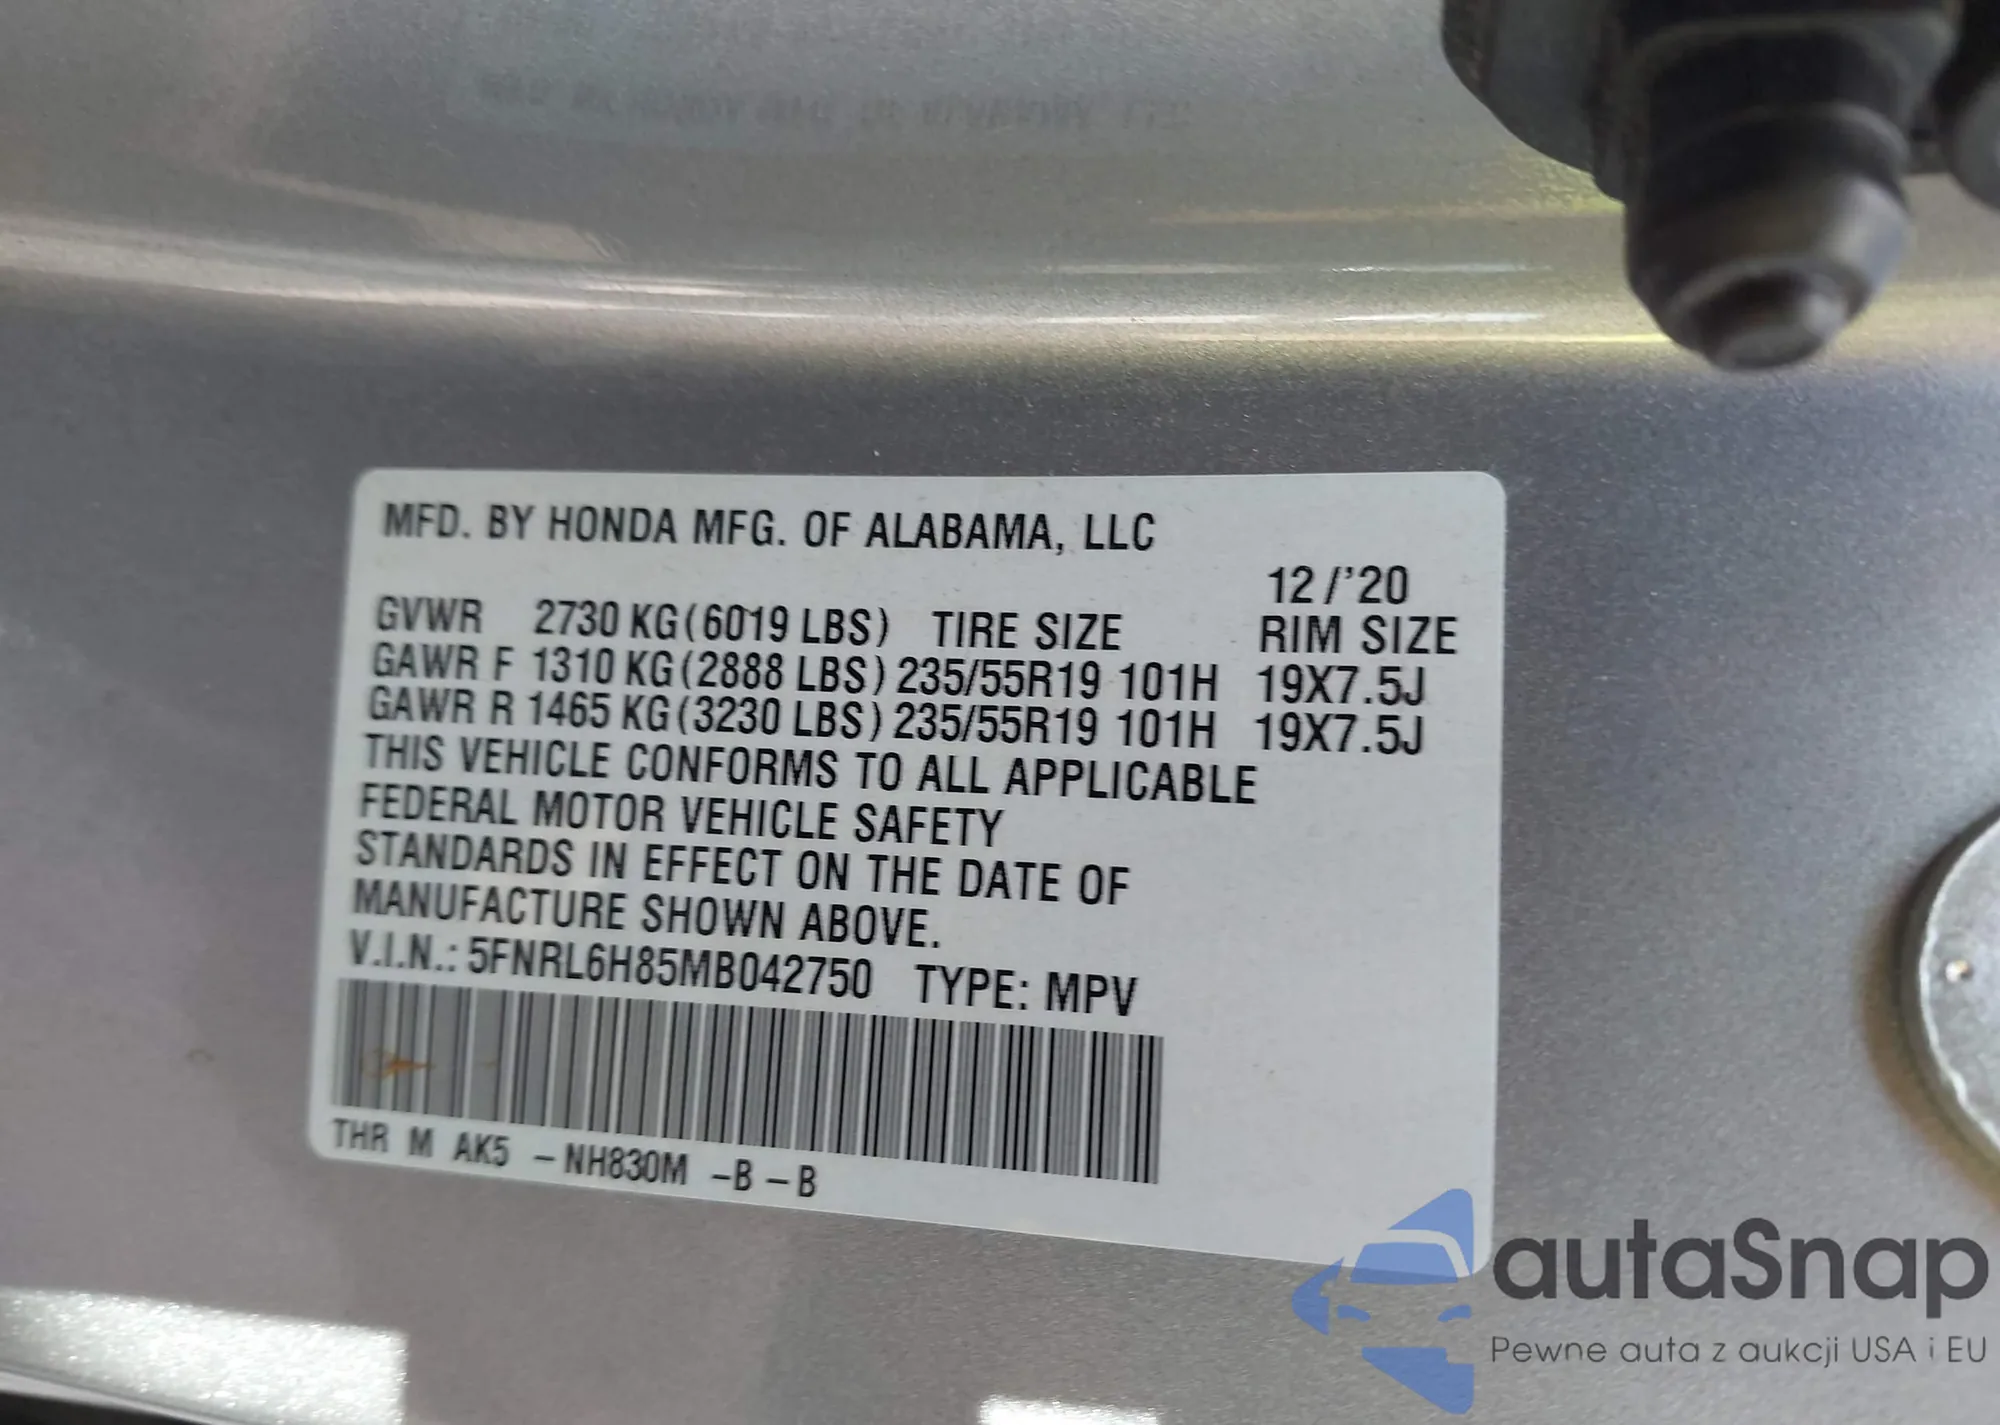 MFD. BY HONDA MFG. OF ALABAMA, LLC
12/'20
GVWR 2730 KG(6019 LBS) TIRE SIZE RIM SIZE
GAWR F 1310 KG(2888 LBS) 235/55R19 101H 19X7.5J
GAWR R 1465 KG(3230 LBS) 235/55R19 101H 19X7.5J
THIS VEHICLE CONFORMS TO ALL APPLICABLE
FEDERAL MOTOR VEHICLE SAFETY
STANDARDS IN EFFECT ON THE DATE OF
MANUFACTURE SHOWN ABOVE.
V.I.N.: 5FNRL6H85MB042750 TYPE: MPV
THR M AK5 –NH830M –B –B
autaSnap
Pewne auta z aukcji USA i EU